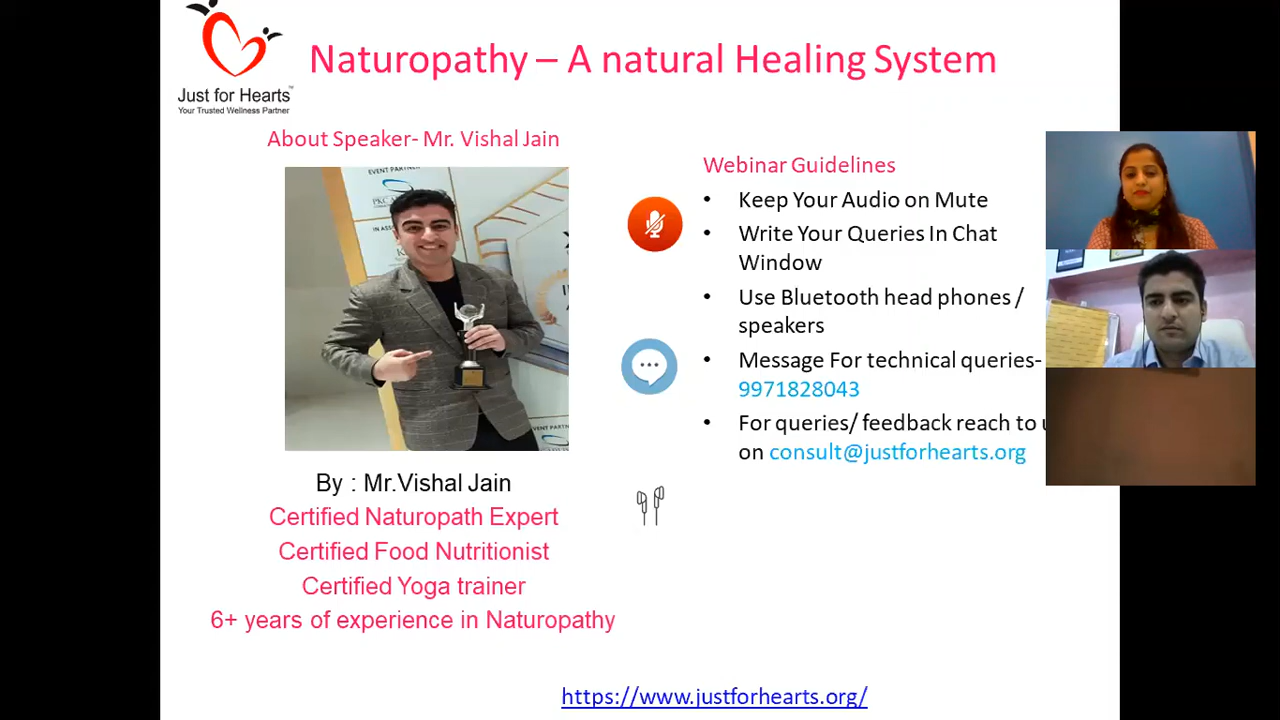 Just for Hearts™
Your Trusted Wellness Partner
Naturopathy – A natural Healing System
About Speaker- Mr. Vishal Jain
EVENT PARTNER
By : Mr.Vishal Jain
Certified Naturopath Expert
Certified Food Nutritionist
Certified Yoga trainer
6+ years of experience in Naturopathy
Webinar Guidelines
• Keep Your Audio on Mute
• Write Your Queries In Chat
Window
• Use Bluetooth head phones /
speakers
• Message For technical queries-
9971828043
• For queries/ feedback reach to
on consult@justforhearts.org
https://www.justforhearts.org/